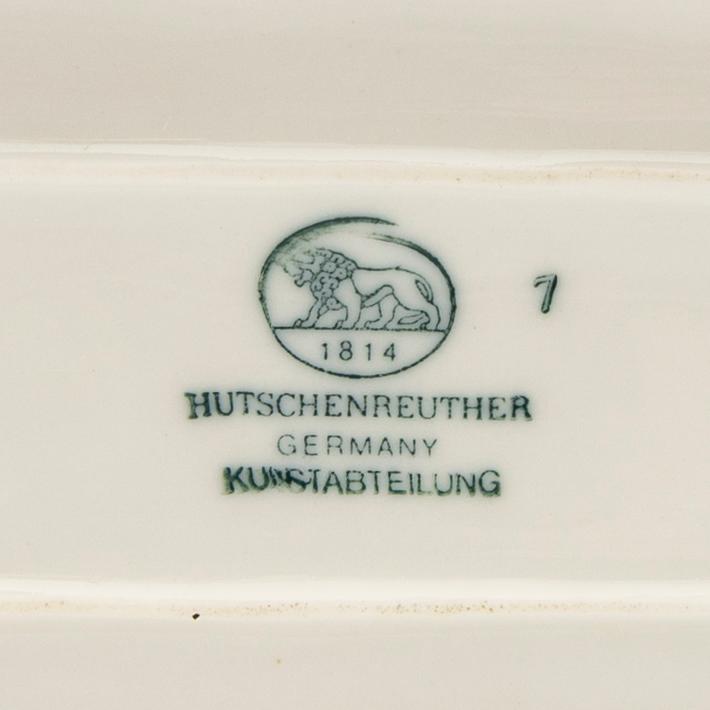 7
1814
HUTSCHENREUTHER
GERMANY
KUNSTABTEILUNG